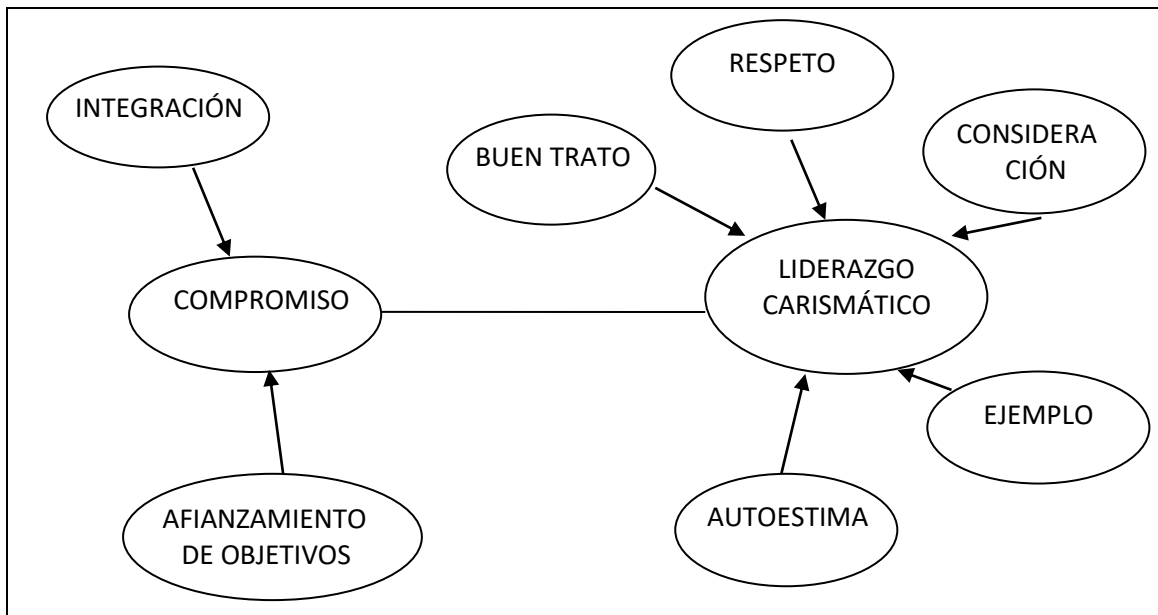 RESPETO
INTEGRACIÓN
CONSIDERA
CIÓN
BUEN TRATO
LIDERAZGO
CARISMÁTICO
COMPROMISO
EJEMPLO
AFIANZAMIENTO
DE OBJETIVOS
AUTOESTIMA